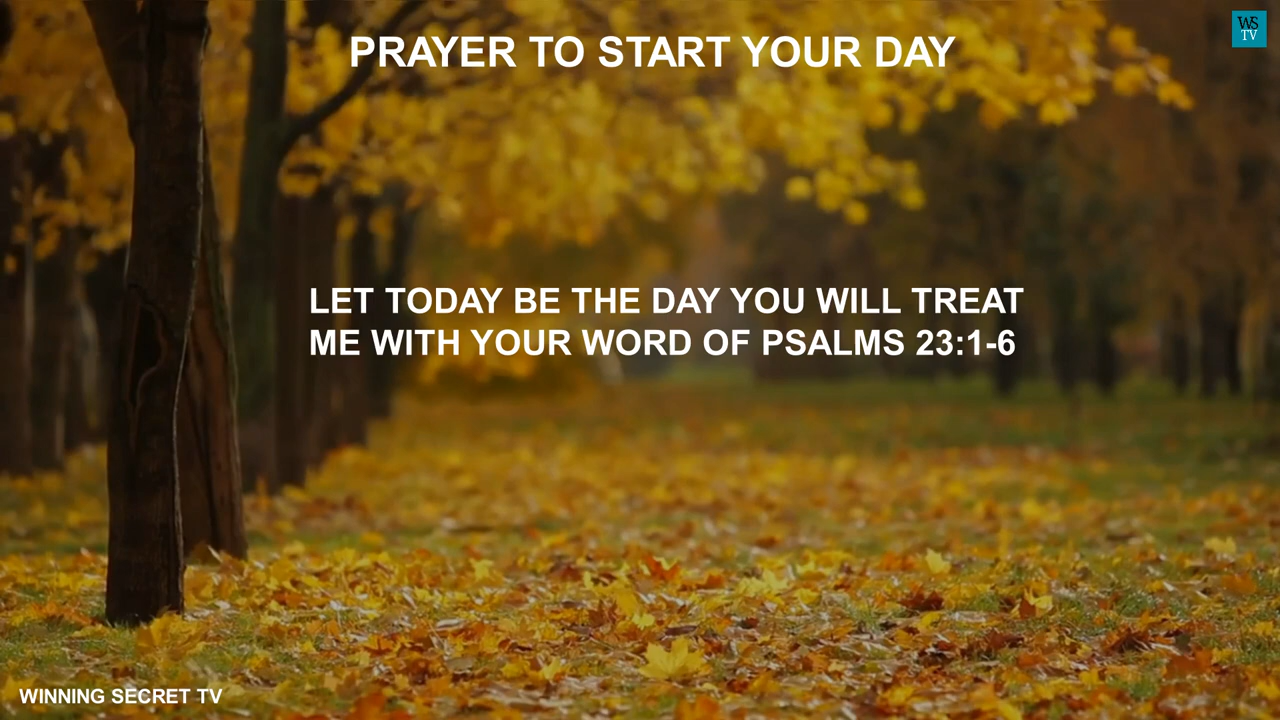 WS
TV
PRAYER TO START YOUR DAY
LET TODAY BE THE DAY YOU WILL TREAT
ME WITH YOUR WORD OF PSALMS 23:1-6
WINNING SECRET TV